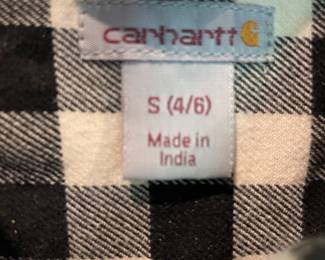 carhartt
S (4/6)
Made in
India